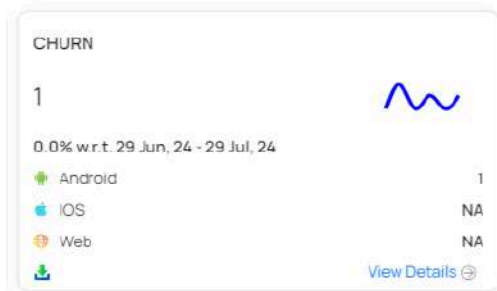 CHURN
1
0.0% w.r.t. 29 Jun, 24 - 29 Jul, 24
Android 1
IOS NA
Web NA
View Details